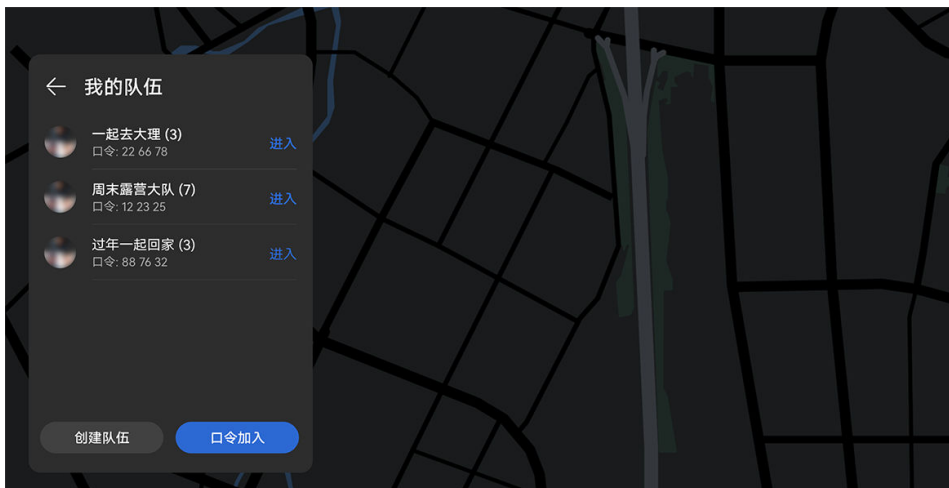 我的队伍
一起去大理 (3)
口令: 22 66 78
进入
周末露营大队 (7)
口令: 12 23 25
进入
过年一起回家 (3)
口令: 88 76 32
进入
创建队伍
口令加入